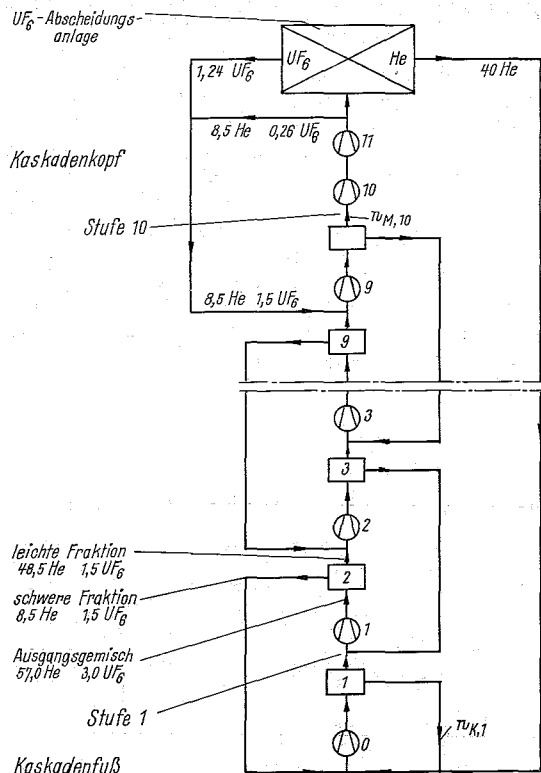 UF6-Abscheidungs-
anlage
UF6
He
1,24 UF6
40 He
8,5 He 0,26 UF6
11
Kaskadenkopf
10
Stufe 10
nM,10
9
8,5 He 1,5 UF6
9
3
3
2
leichte Fraktion
48,5 He 1,5 UF6
2
schwere Fraktion
8,5 He 1,5 UF6
1
Ausgangsgemisch
57,0 He 3,0 UF6
1
Stufe 1
nK,1
0
Kaskadenfuß